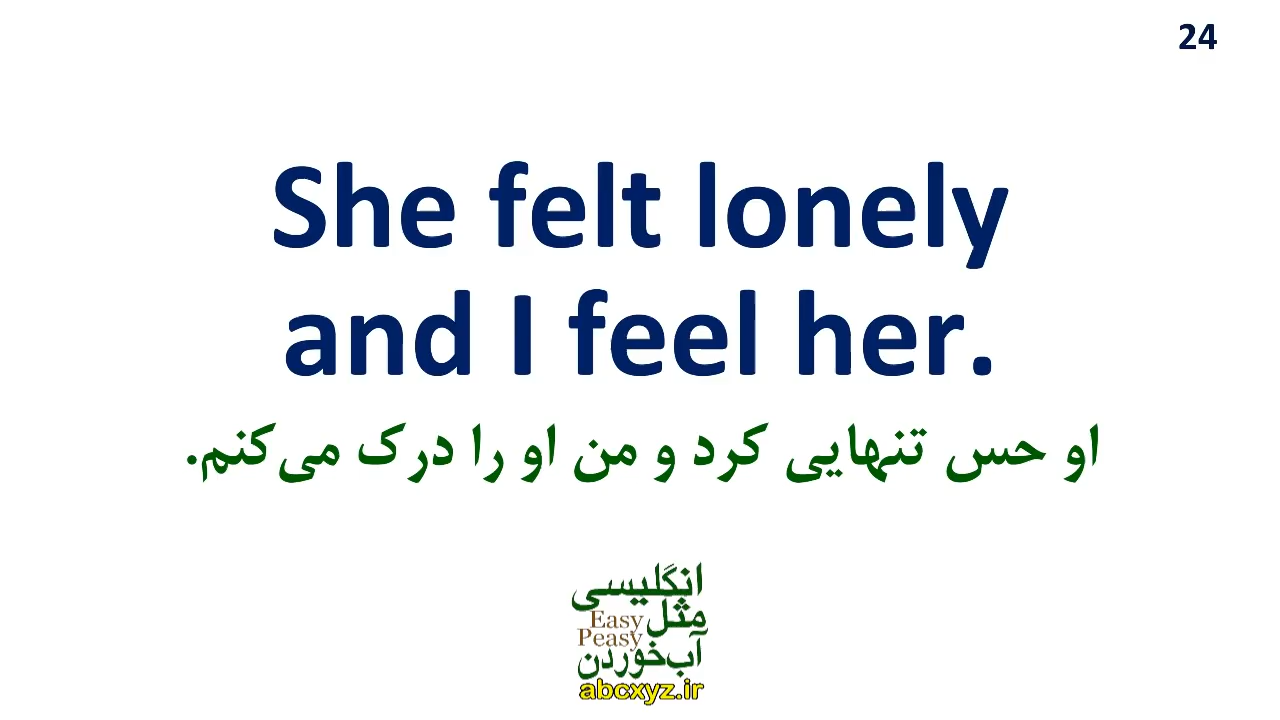 24
She felt lonely
and I feel her.
او حس تنهایی کرد و من او را درک می‌کنم.
انگلیسی
مثل
Easy
Peasy
آب‌خوردن
abcxyz.ir